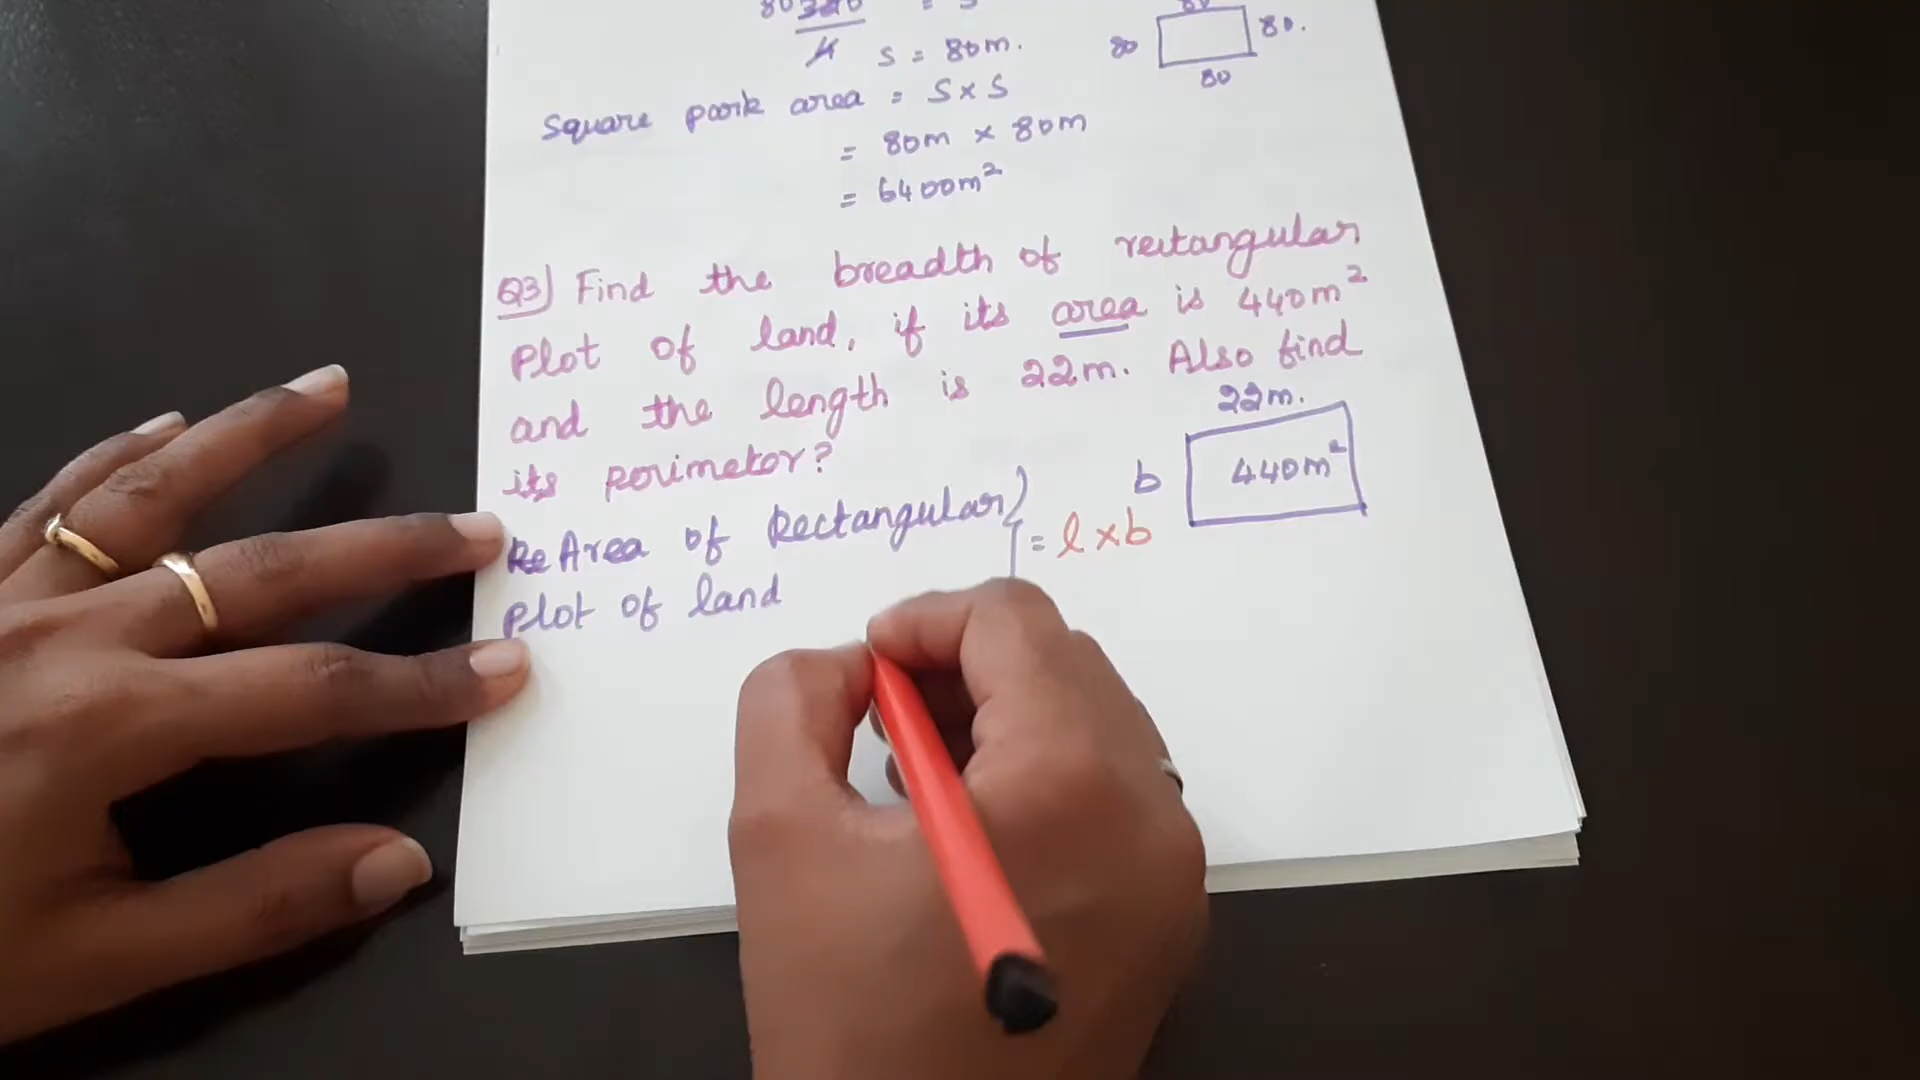 80 320
4
S = 80m.
80
80.
80
Square park area = S x S
= 80m x 80m
= 6400m²
Q3) Find the breadth of rectangular
Plot of land, if its area is 440m²
and the length is 22m. Also find
its perimeter?
22m.
b
440m²
Re Area of Rectangular) = l x b
plot of land